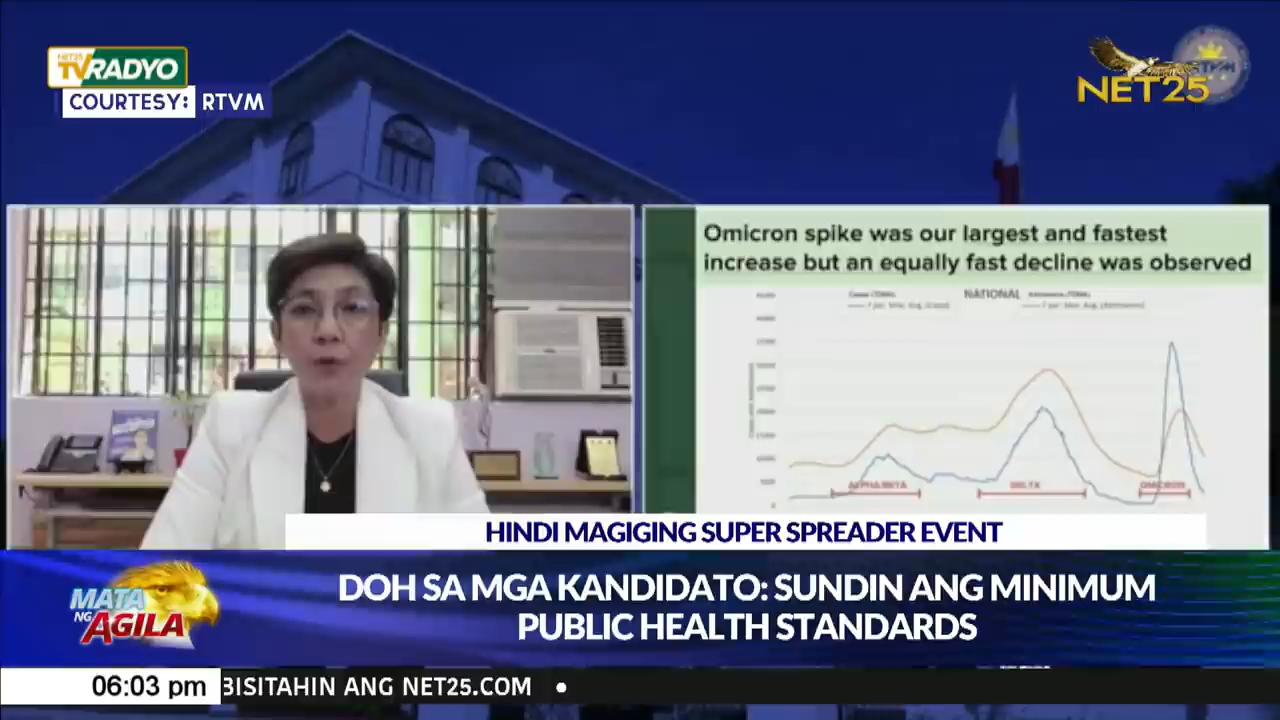 NET25
TVRADYO
COURTESY: RTVM
NET25
Omicron spike was our largest and fastest
increase but an equally fast decline was observed
NATIONAL
ALPHA/BETA
DELTA
OMICRON
HINDI MAGIGING SUPER SPREADER EVENT
MATA
NG
AGILA
DOH SA MGA KANDIDATO: SUNDIN ANG MINIMUM
PUBLIC HEALTH STANDARDS
06:03 pm
BISITAHIN ANG NET25.COM •